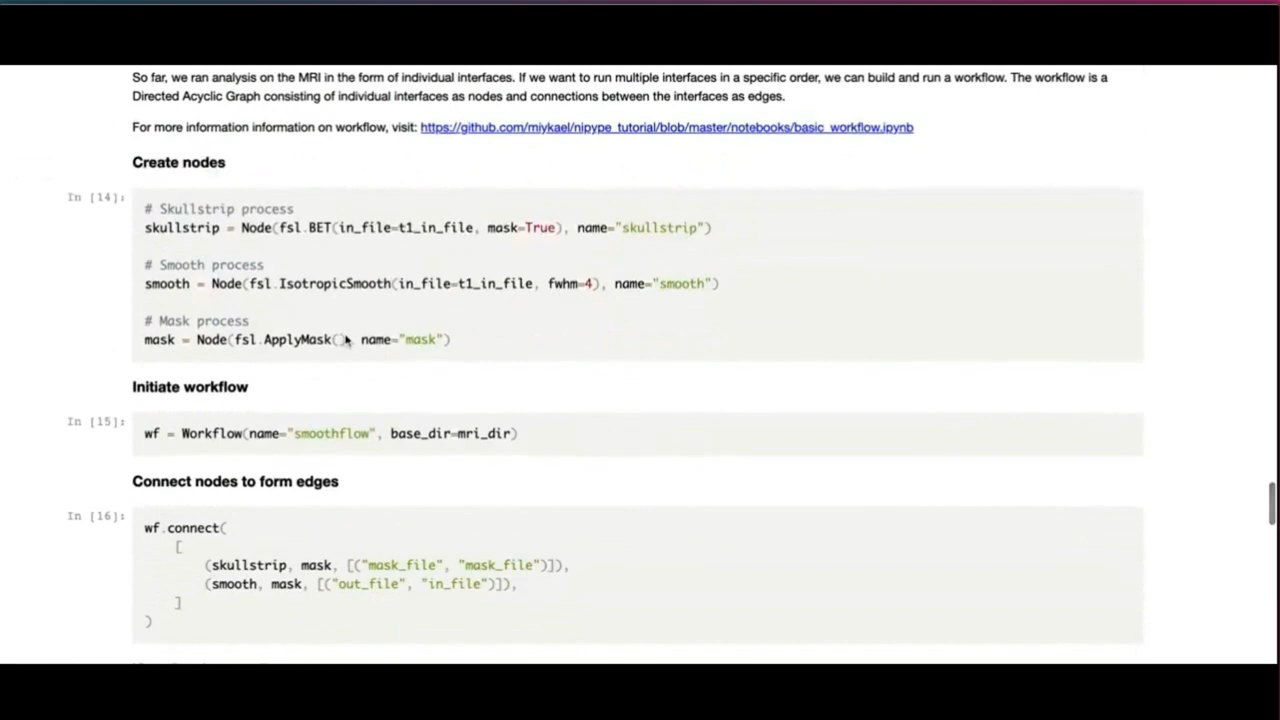 So far, we ran analysis on the MRI in the form of individual interfaces. If we want to run multiple interfaces in a specific order, we can build and run a workflow. The workflow is a
Directed Acyclic Graph consisting of individual interfaces as nodes and connections between the interfaces as edges.
For more information information on workflow, visit: https://github.com/miykael/nipype_tutorial/blob/master/notebooks/basic_workflow.ipynb
Create nodes
In [14]:
# Skullstrip process
skullstrip = Node(fsl.BET(in_file=t1_in_file, mask=True), name="skullstrip")
# Smooth process
smooth = Node(fsl.IsotropicSmooth(in_file=t1_in_file, fwhm=4), name="smooth")
# Mask process
mask = Node(fsl.ApplyMask(), name="mask")
Initiate workflow
In [15]:
wf = Workflow(name="smoothflow", base_dir=mri_dir)
Connect nodes to form edges
In [16]:
wf.connect(
[
(skullstrip, mask, [("mask_file", "mask_file")]),
(smooth, mask, [("out_file", "in_file")]),
]
)